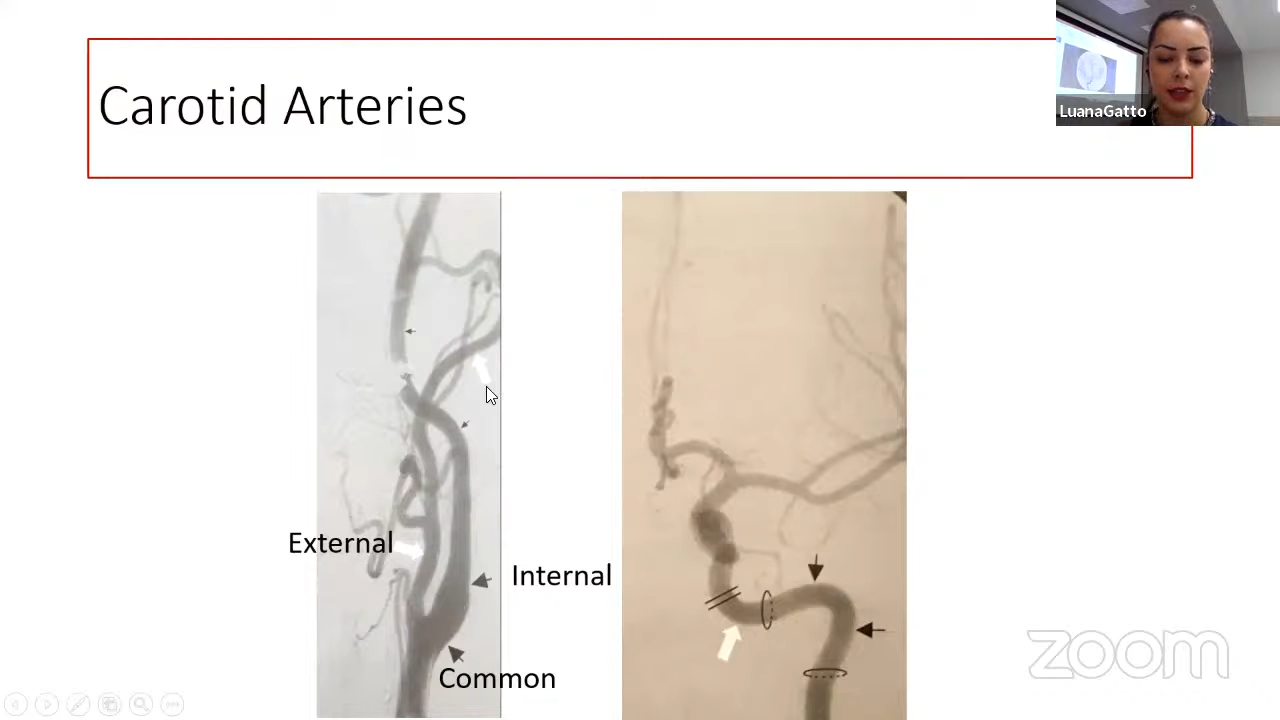 Carotid Arteries
LuanaGatto
External
Internal
Common
zoom